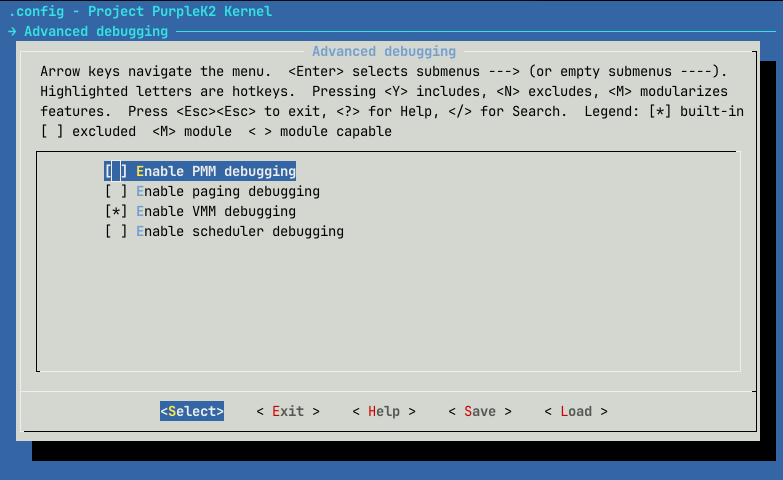 .config - Project PurpleK2 Kernel
→ Advanced debugging
Advanced debugging
Arrow keys navigate the menu.  <Enter> selects submenus ---> (or empty submenus ----).
Highlighted letters are hotkeys.  Pressing <Y> includes, <N> excludes, <M> modularizes
features.  Press <Esc><Esc> to exit, <?> for Help, </> for Search.  Legend: [*] built-in
[ ] excluded  <M> module  < > module capable
[ ] Enable PMM debugging
[ ] Enable paging debugging
[*] Enable VMM debugging
[ ] Enable scheduler debugging
<Select>    < Exit >    < Help >    < Save >    < Load >